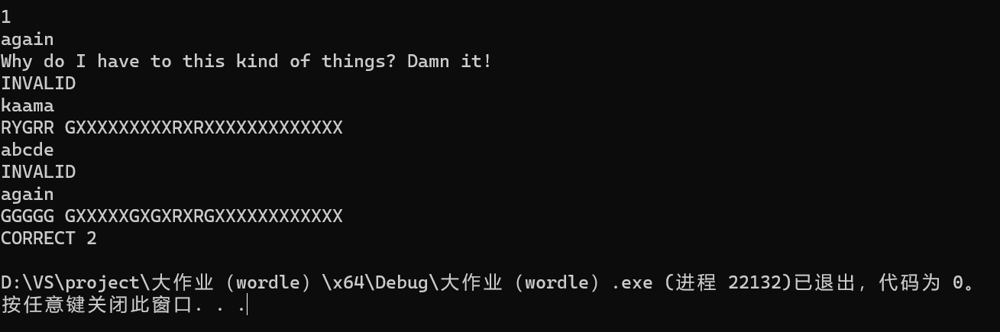 1
again
Why do I have to this kind of things? Damn it!
INVALID
kaama
RYGRR GXXXXXXXXXRXRXXXXXXXXXXXXX
abcde
INVALID
again
GGGGG GXXXXXGXGXRXRGXXXXXXXXXXXX
CORRECT 2
D:\VS\project\大作业（wordle）\x64\Debug\大作业（wordle）.exe (进程 22132)已退出，代码为 0。
按任意键关闭此窗口. . .